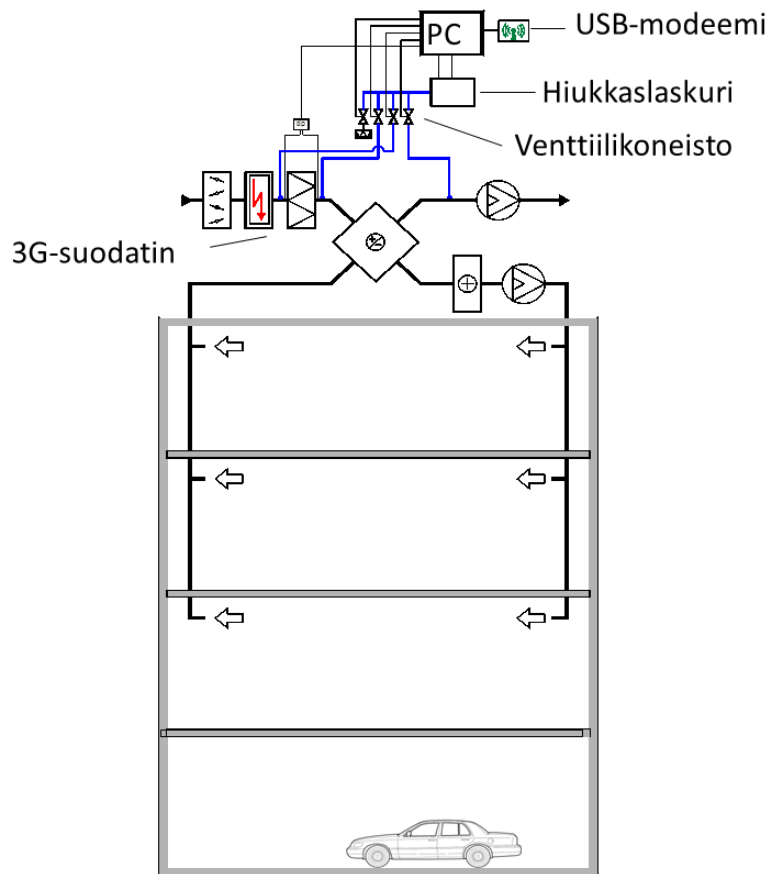 PC
USB-modeemi
Hiukkaslaskuri
Venttiilikoneisto
3G-suodatin